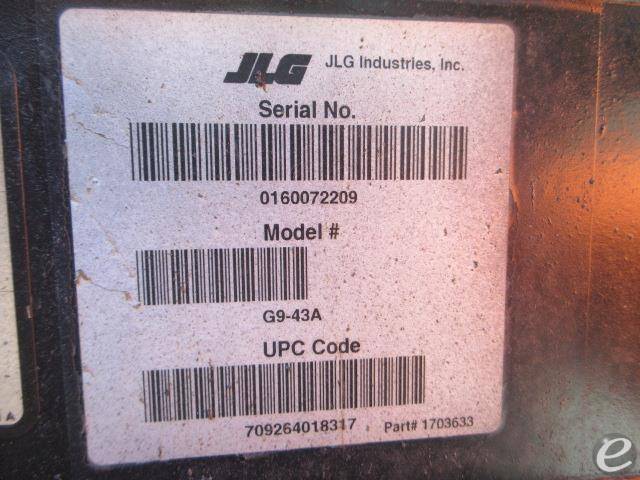 JLG JLG Industries, Inc.
Serial No.
0160072209
Model #
G9-43A
UPC Code
709264018317 Part# 1703633
e